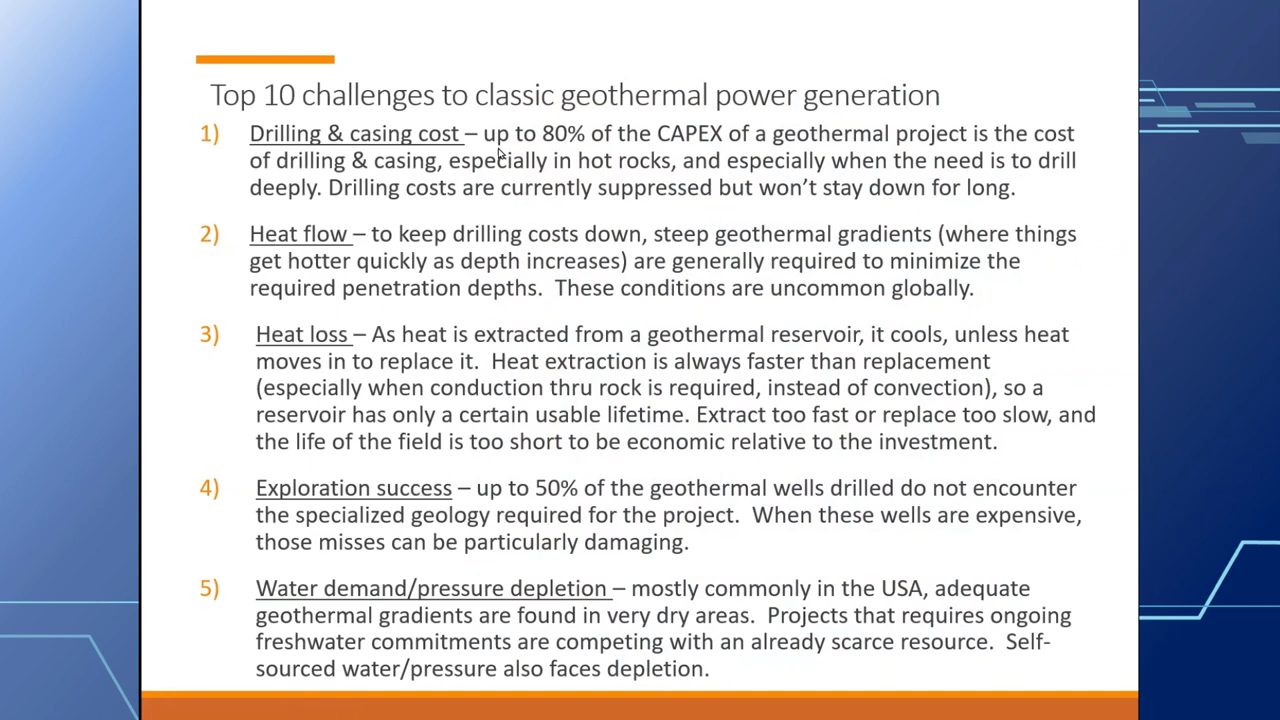 Top 10 challenges to classic geothermal power generation
1) Drilling & casing cost – up to 80% of the CAPEX of a geothermal project is the cost
of drilling & casing, especially in hot rocks, and especially when the need is to drill
deeply. Drilling costs are currently suppressed but won't stay down for long.
2) Heat flow – to keep drilling costs down, steep geothermal gradients (where things
get hotter quickly as depth increases) are generally required to minimize the
required penetration depths. These conditions are uncommon globally.
3) Heat loss – As heat is extracted from a geothermal reservoir, it cools, unless heat
moves in to replace it. Heat extraction is always faster than replacement
(especially when conduction thru rock is required, instead of convection), so a
reservoir has only a certain usable lifetime. Extract too fast or replace too slow, and
the life of the field is too short to be economic relative to the investment.
4) Exploration success – up to 50% of the geothermal wells drilled do not encounter
the specialized geology required for the project. When these wells are expensive,
those misses can be particularly damaging.
5) Water demand/pressure depletion – mostly commonly in the USA, adequate
geothermal gradients are found in very dry areas. Projects that requires ongoing
freshwater commitments are competing with an already scarce resource. Self-
sourced water/pressure also faces depletion.